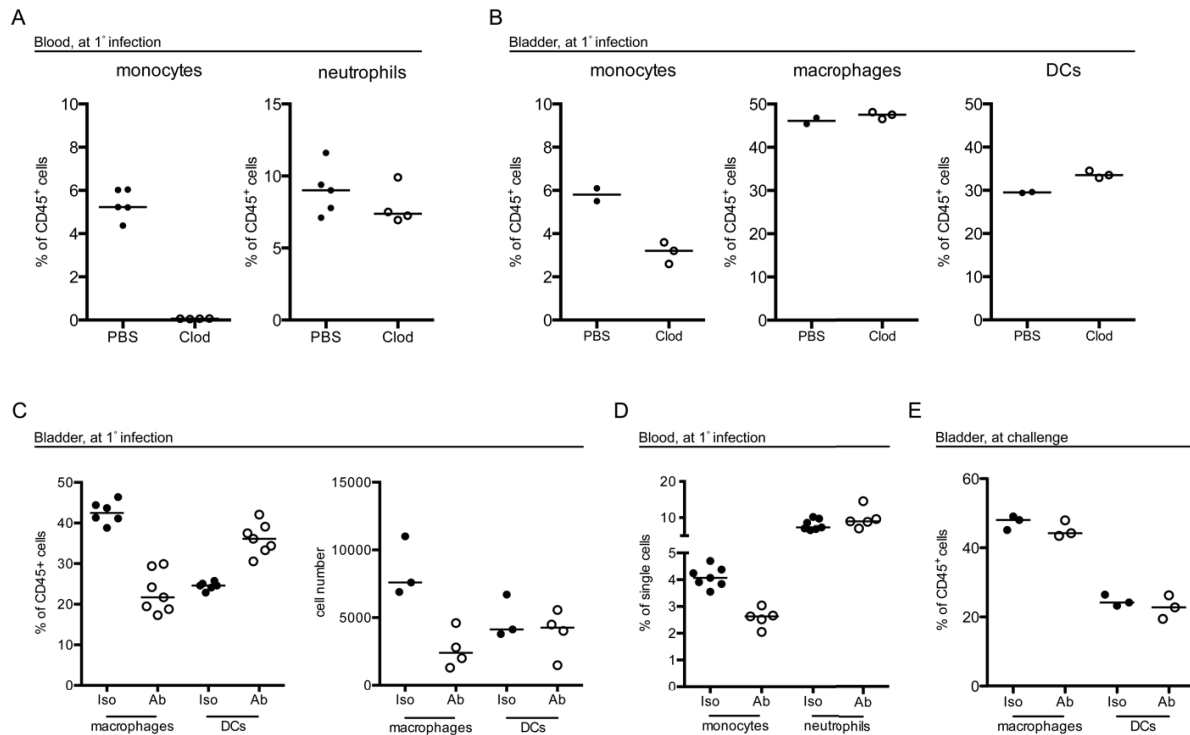 A
B
Blood, at 1° infection
Bladder, at 1° infection
monocytes
neutrophils
monocytes
macrophages
DCs
% of CD45+ cells
10
8
6
4
2
0
PBS
Clod
% of CD45+ cells
15
10
5
0
PBS
Clod
% of CD45+ cells
10
8
6
4
2
0
PBS
Clod
% of CD45+ cells
50
40
30
20
10
0
PBS
Clod
% of CD45+ cells
50
40
30
20
10
0
PBS
Clod
C
Bladder, at 1° infection
% of CD45+ cells
50
40
30
20
10
0
Iso
Ab
Iso
Ab
macrophages
DCs
cell number
15000
10000
5000
0
Iso
Ab
Iso
Ab
macrophages
DCs
D
Blood, at 1° infection
% of single cells
20
10
5
4
3
2
1
0
Iso
Ab
Iso
Ab
monocytes
neutrophils
E
Bladder, at challenge
% of CD45+ cells
60
40
20
0
Iso
Ab
Iso
Ab
macrophages
DCs